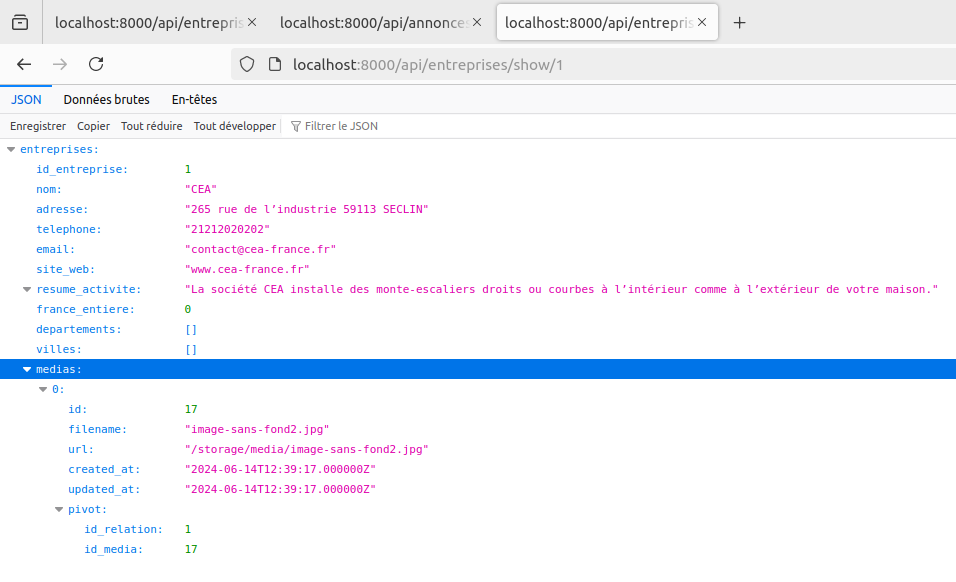 localhost:8000/api/entrepris
localhost:8000/api/annonces
localhost:8000/api/entrepris
localhost:8000/api/entreprises/show/1
JSON Données brutes En-têtes
Enregistrer Copier Tout réduire Tout développer Filtrer le JSON
entreprises:
id_entreprise: 1
nom: "CEA"
adresse: "265 rue de l’industrie 59113 SECLIN"
telephone: "21212020202"
email: "contact@cea-france.fr"
site_web: "www.cea-france.fr"
resume_activite: "La société CEA installe des monte-escaliers droits ou courbes à l’intérieur comme à l’extérieur de votre maison."
france_entiere: 0
departements: []
villes: []
medias:
0:
id: 17
filename: "image-sans-fond2.jpg"
url: "/storage/media/image-sans-fond2.jpg"
created_at: "2024-06-14T12:39:17.000000Z"
updated_at: "2024-06-14T12:39:17.000000Z"
pivot:
id_relation: 1
id_media: 17